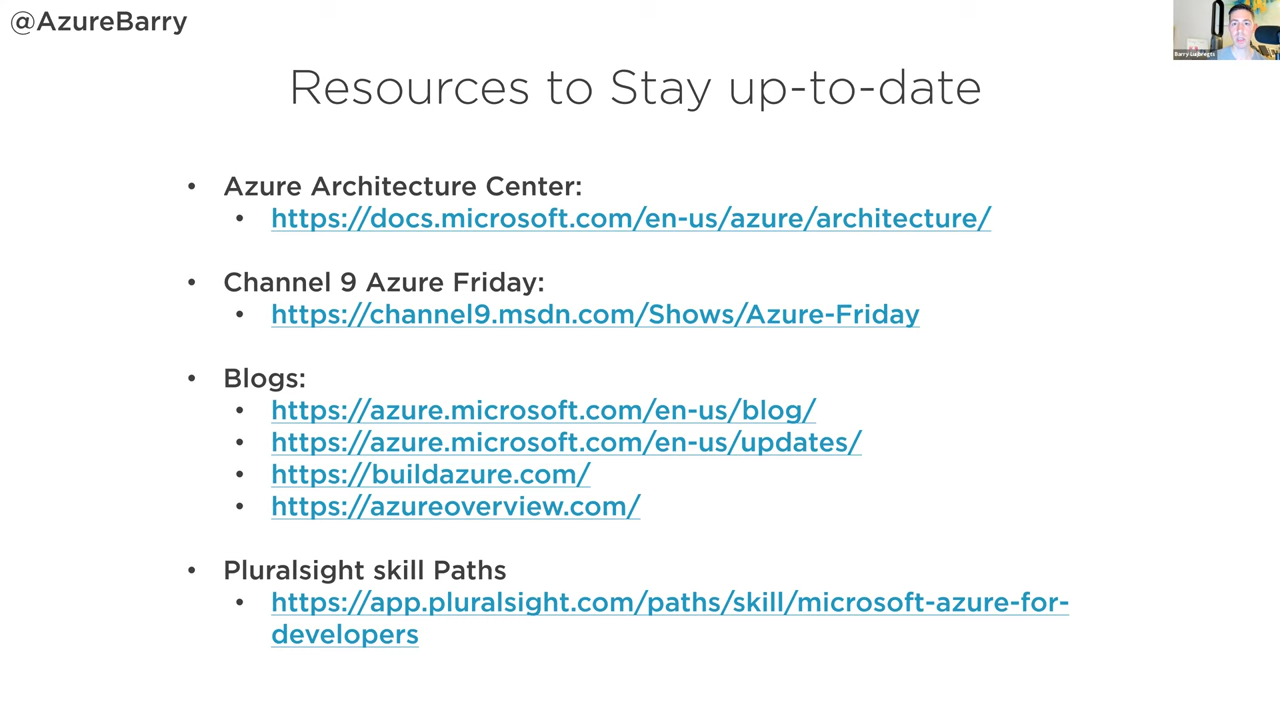 @AzureBarry
Barry Luijbregts
Resources to Stay up-to-date
• Azure Architecture Center:
• https://docs.microsoft.com/en-us/azure/architecture/
• Channel 9 Azure Friday:
• https://channel9.msdn.com/Shows/Azure-Friday
• Blogs:
• https://azure.microsoft.com/en-us/blog/
• https://azure.microsoft.com/en-us/updates/
• https://buildazure.com/
• https://azureoverview.com/
• Pluralsight skill Paths
• https://app.pluralsight.com/paths/skill/microsoft-azure-for-
developers